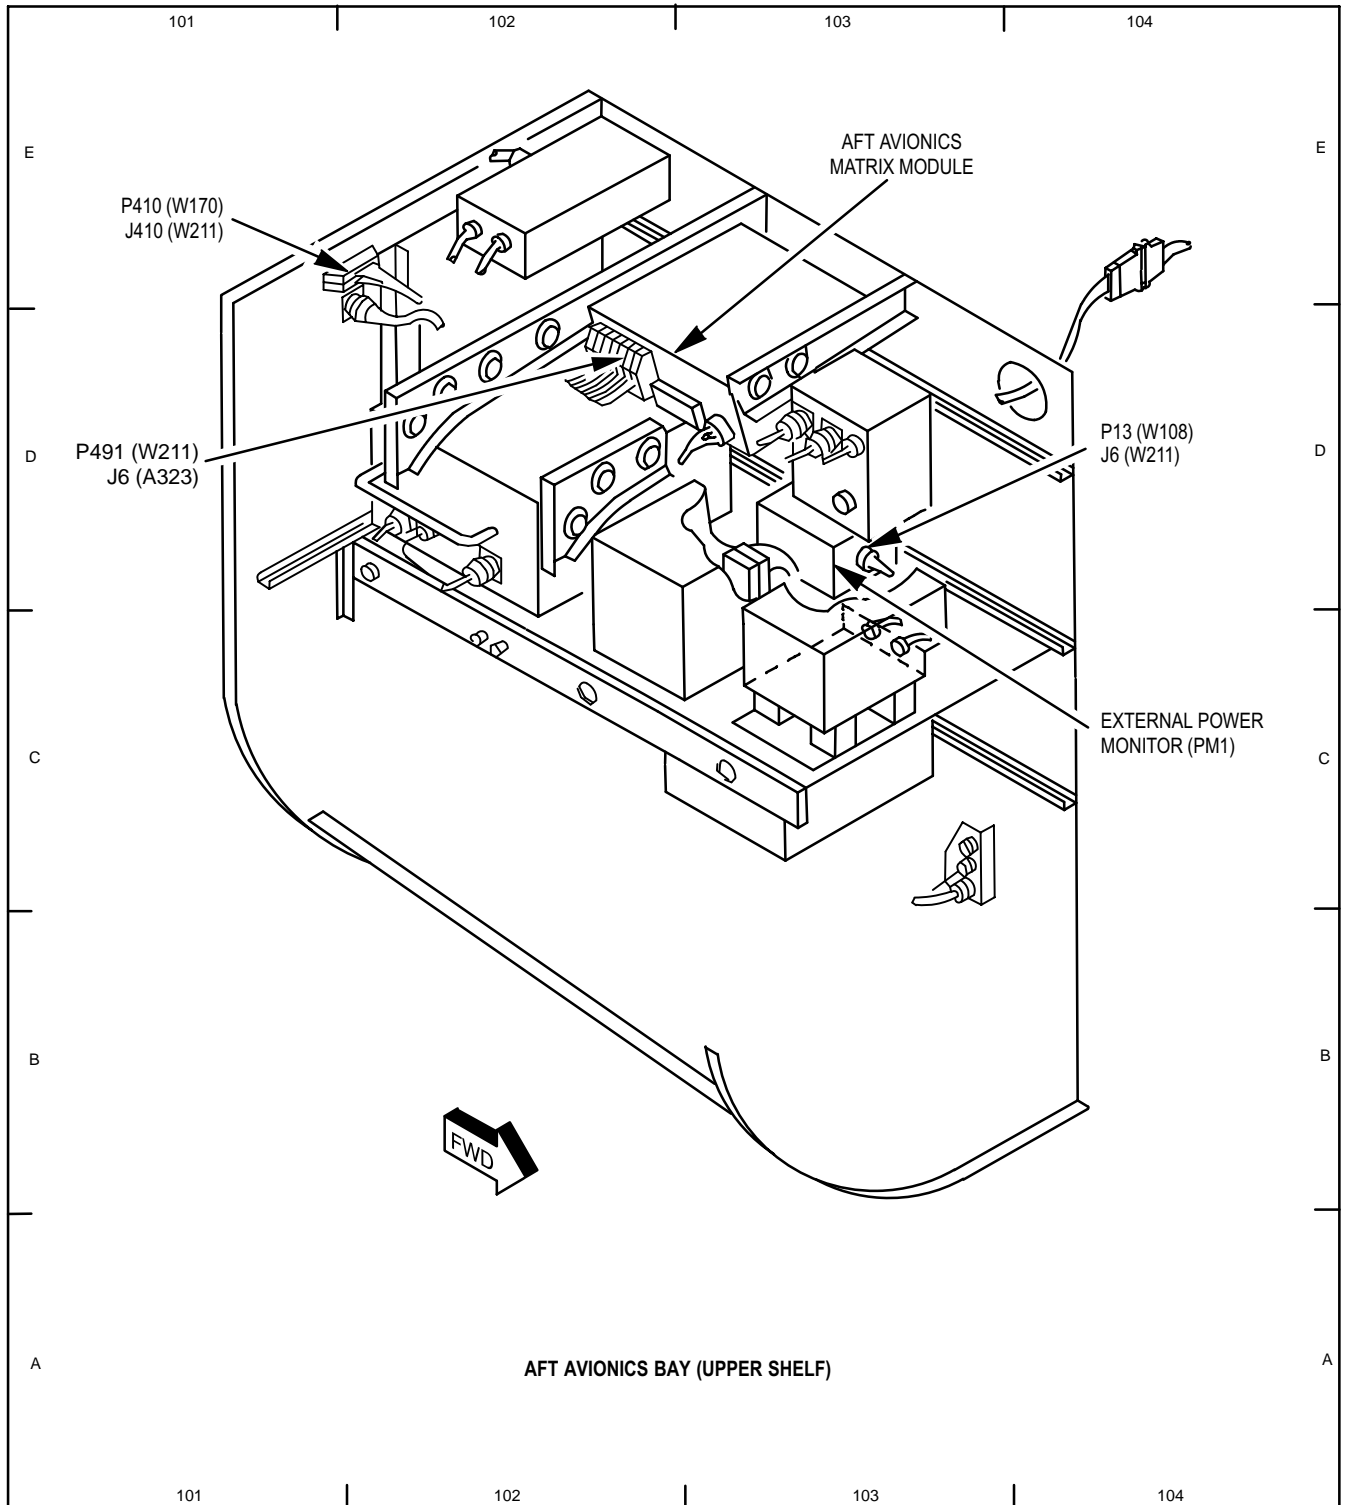 101 102 103 104
E E
AFT AVIONICS
MATRIX MODULE
P410 (W170)
J410 (W211)
P13 (W108)
J6 (W211)
D D
P491 (W211)
J6 (A323)
EXTERNAL POWER
MONITOR (PM1)
C C
B B
FWD
A A
AFT AVIONICS BAY (UPPER SHELF)
101 102 103 104